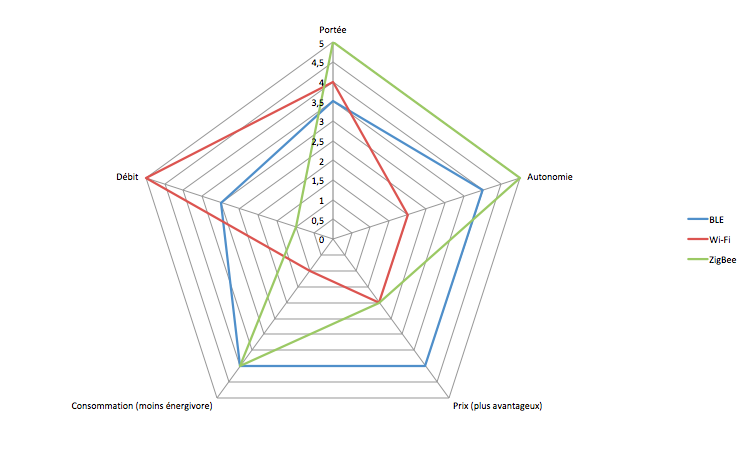 Portée
5
4,5
4
3,5
3
2,5
2
1,5
1
0,5
0
Débit
Autonomie
BLE
Wi-Fi
ZigBee
Consommation (moins énergivore)
Prix (plus avantageux)